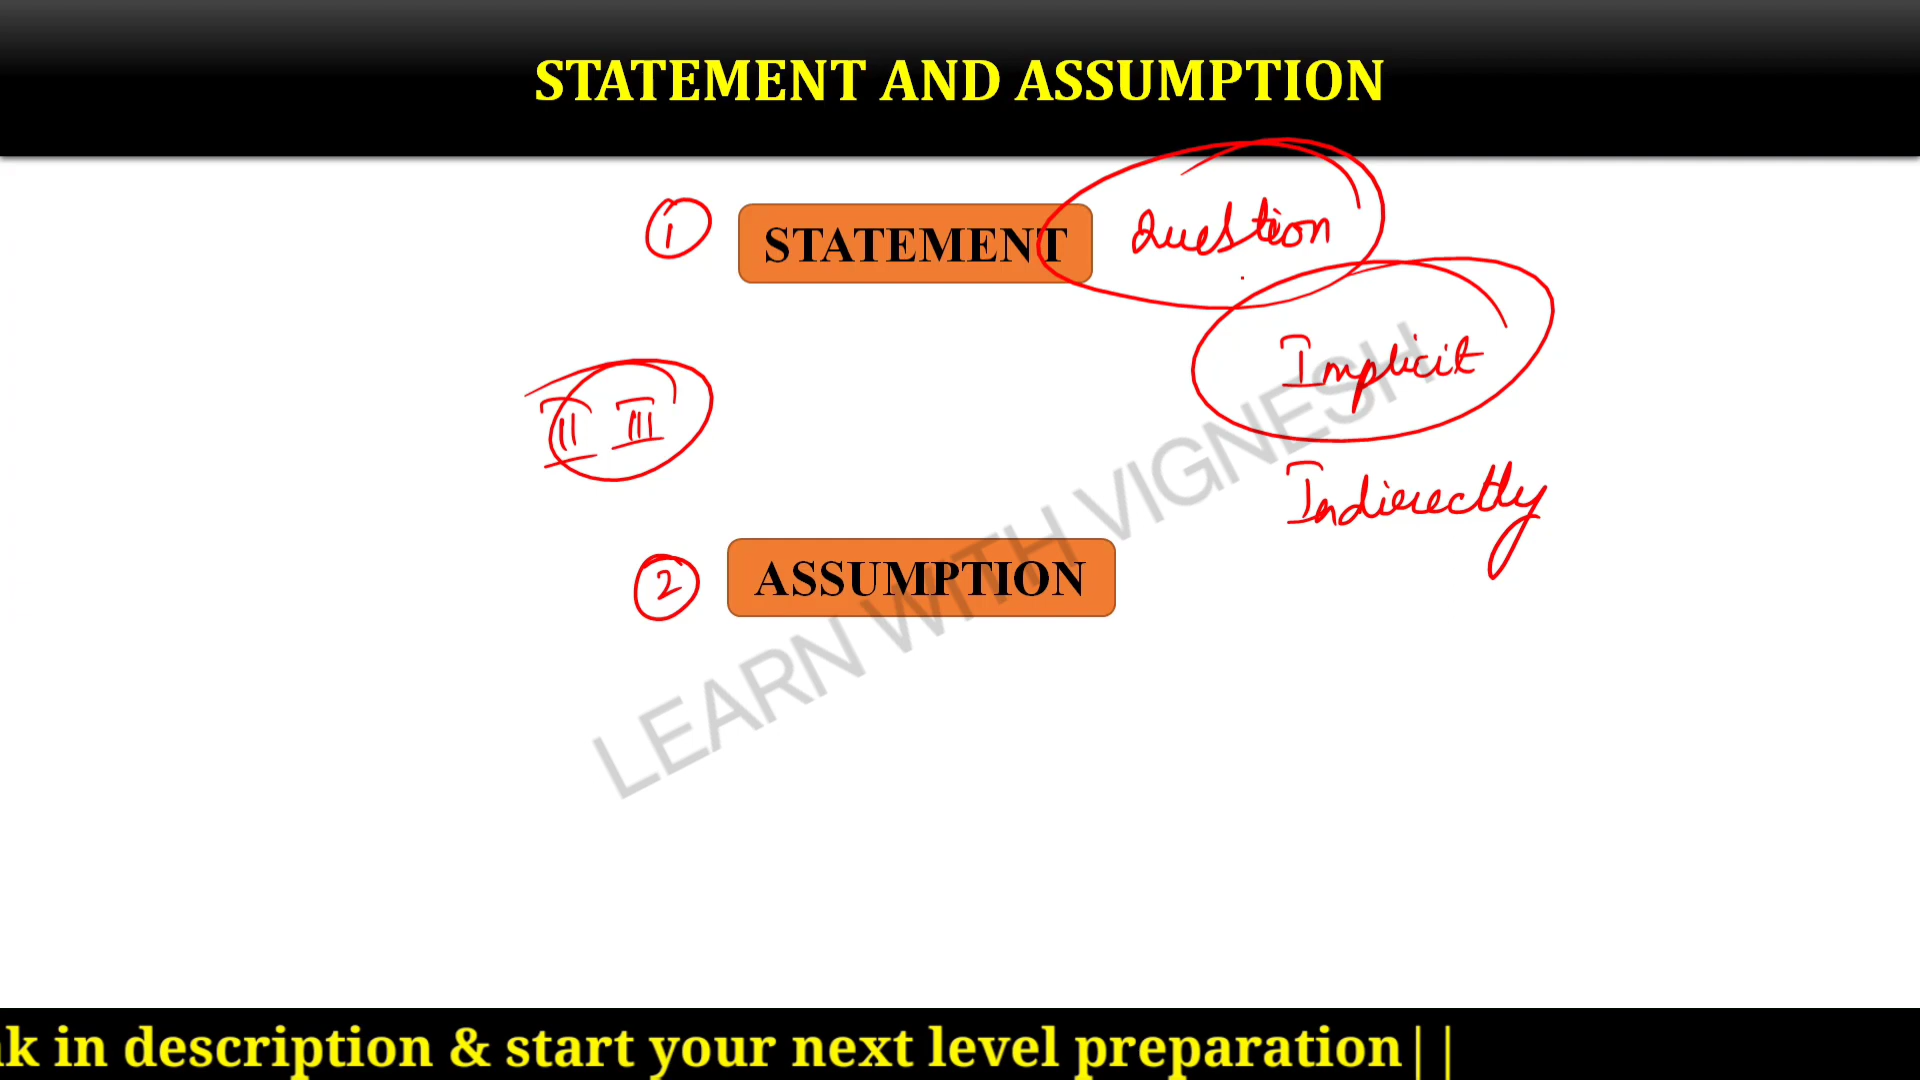 STATEMENT AND ASSUMPTION
1 STATEMENT Question
Implicit
II III
Indirectly
2 ASSUMPTION
LEARN WITH VIGNESH
k in description & start your next level preparation||